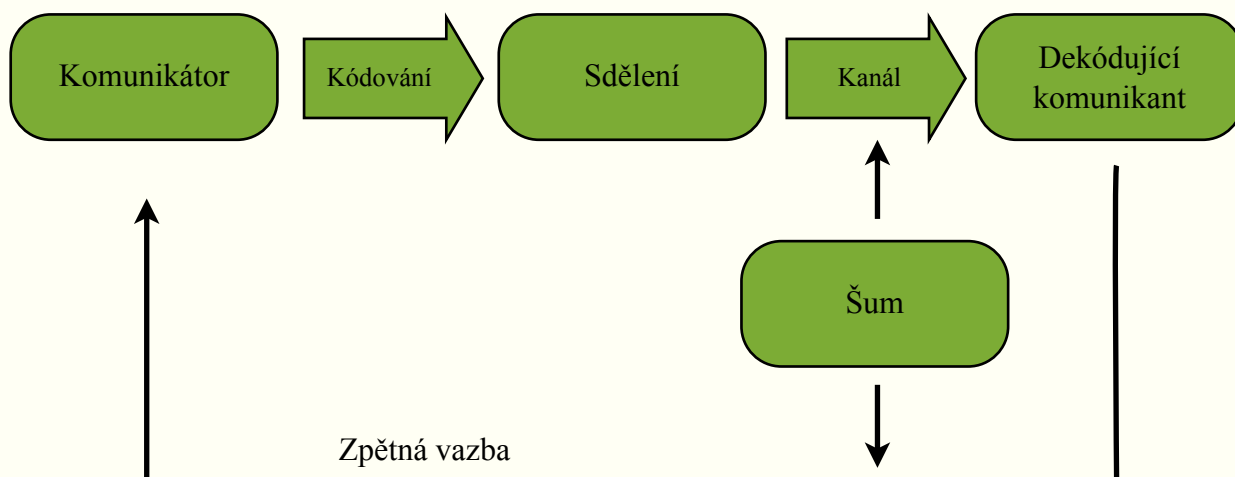 Komunikátor
Kódování
Sdělení
Kanál
Dekódující
komunikant
Šum
Zpětná vazba